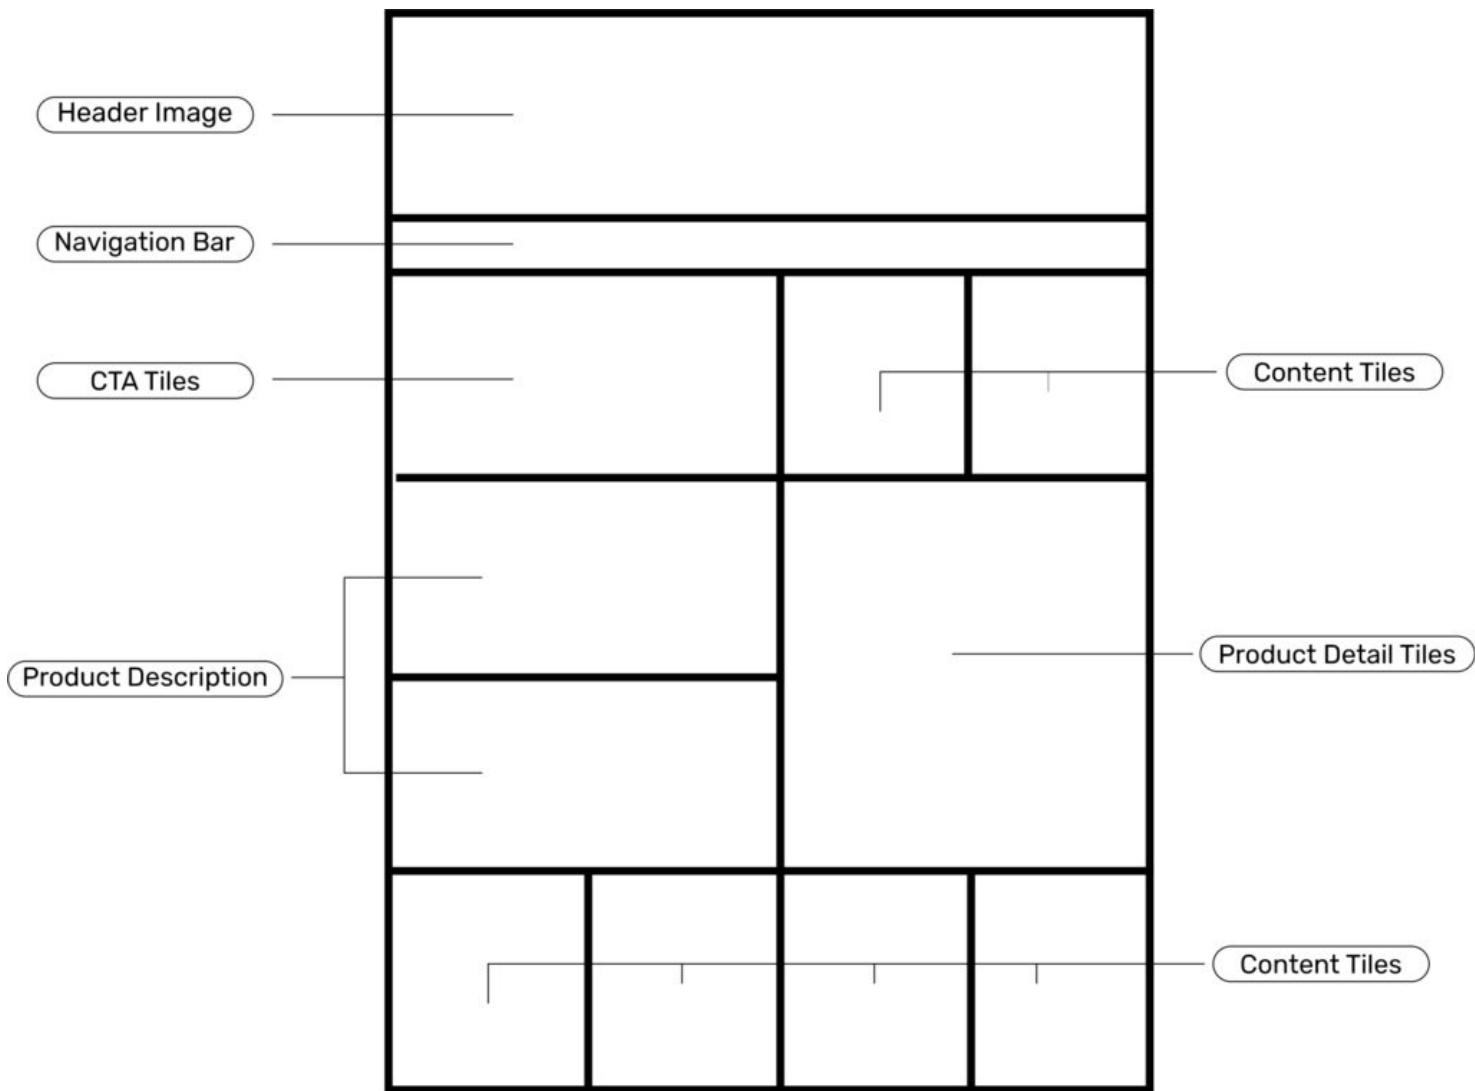 Header Image
Navigation Bar
CTA Tiles
Content Tiles
Product Description
Product Detail Tiles
Content Tiles